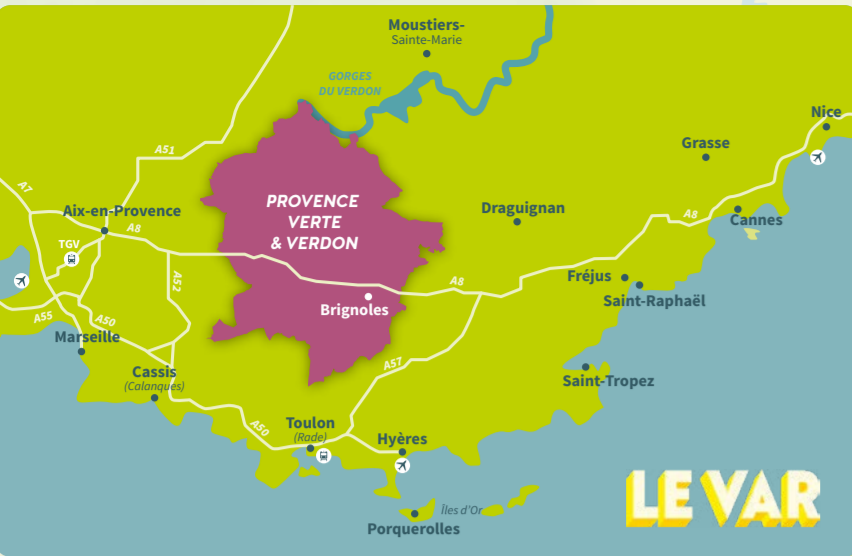 Moustiers-
Sainte-Marie
GORGES
DU VERDON
Nice
A51
Grasse
A7
Aix-en-Provence
PROVENCE
VERTE
& VERDON
Draguignan
A8
A8
Cannes
TGV
A52
A8
Fréjus
Saint-Raphaël
Brignoles
A55
A50
Marseille
A57
Cassis
(Calanques)
Saint-Tropez
A50
Toulon
(Rade)
Hyères
LE VAR
Îles d'Or
Porquerolles